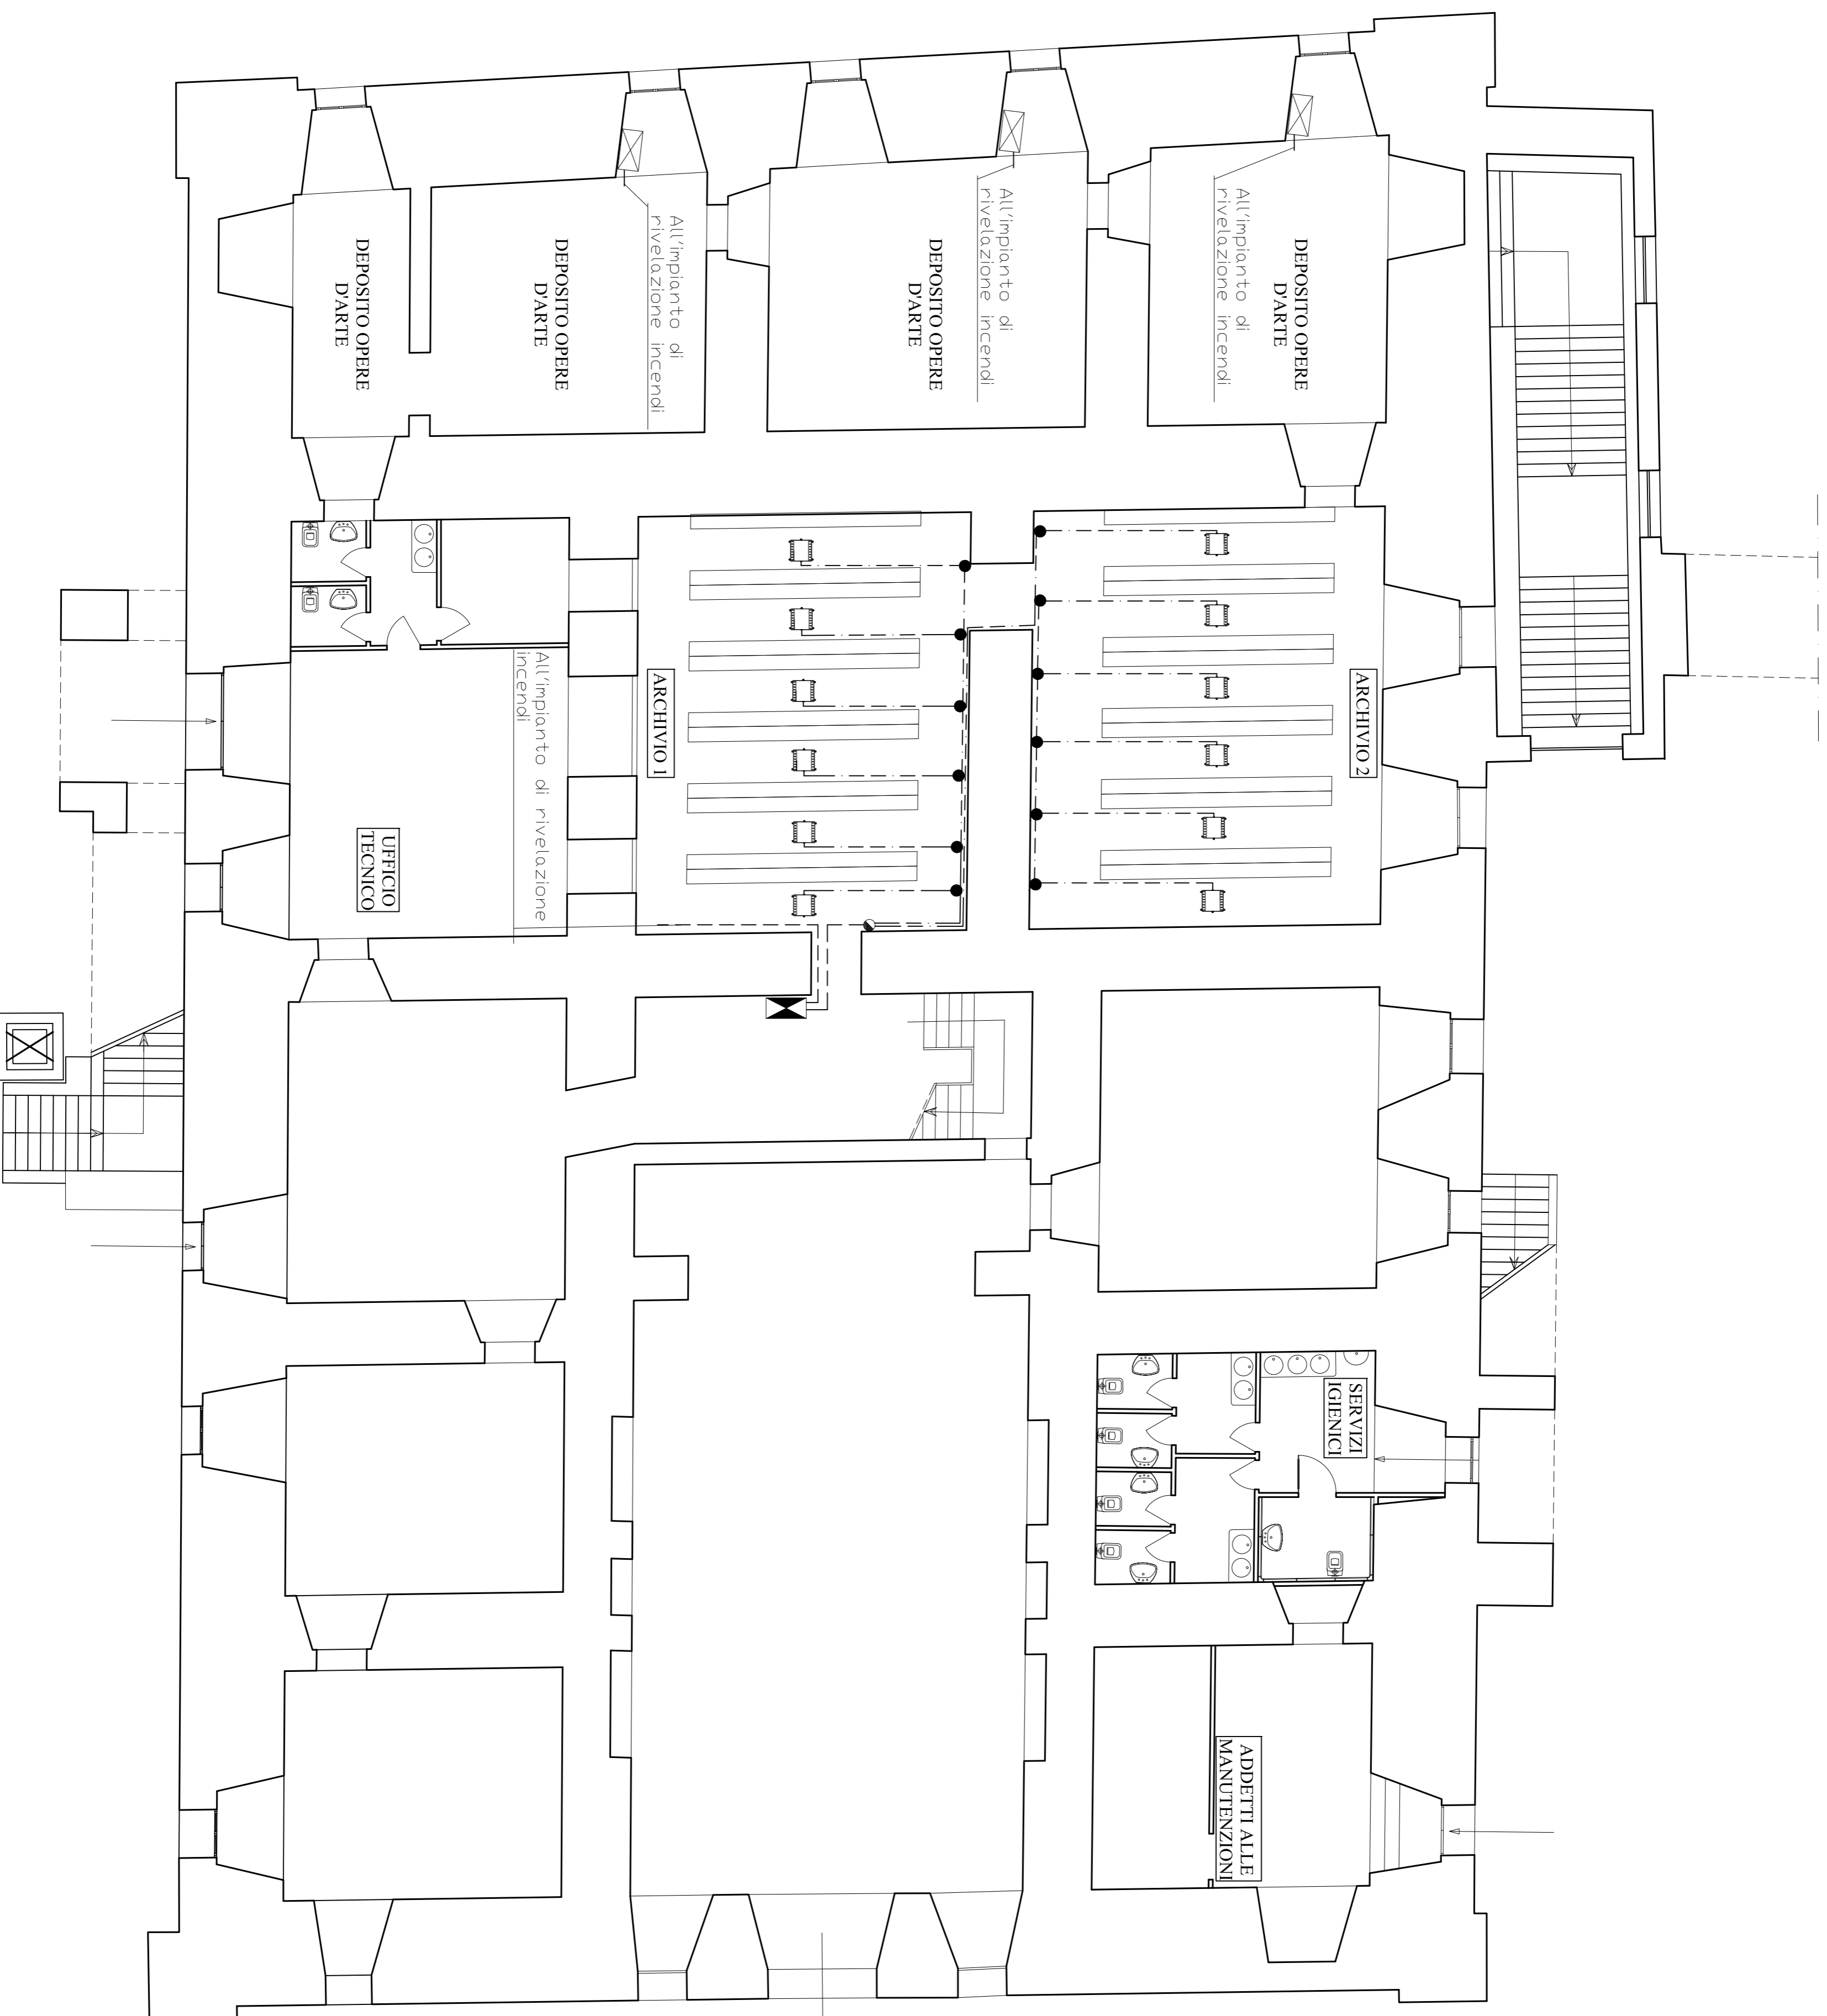 All'impianto di
rivelazione incendi
DEPOSITO OPERE
D'ARTE
All'impianto di
rivelazione incendi
DEPOSITO OPERE
D'ARTE
All'impianto di
rivelazione incendi
DEPOSITO OPERE
D'ARTE
DEPOSITO OPERE
D'ARTE
ARCHIVIO 2
ARCHIVIO 1
All'impianto di rivelazione
incendi
UFFICIO
TECNICO
SERVIZI
IGIENICI
ADDETTI ALLE
MANUTENZIONI